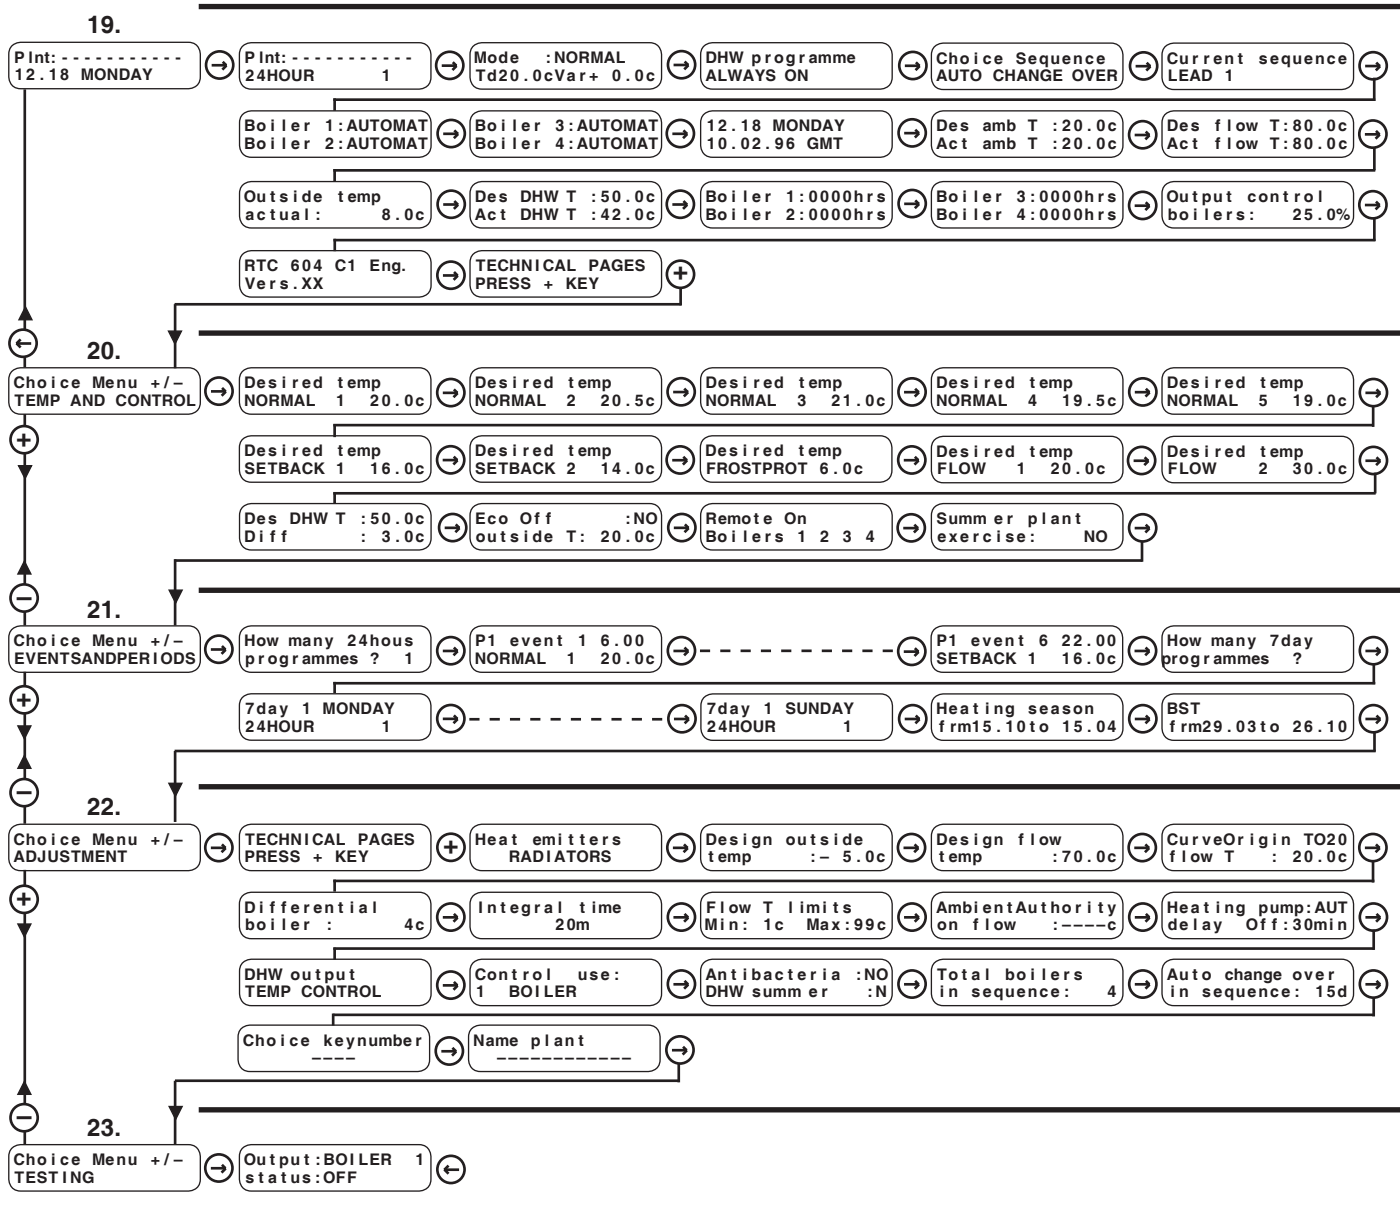 19.
PInt:-----------
12.18 MONDAY
PInt:-----------
24HOUR 1
Mode :NORMAL
Td20.0cVar+ 0.0c
DHW programme
ALWAYS ON
Choice Sequence
AUTO CHANGE OVER
Current sequence
LEAD 1
Boiler 1:AUTOMAT
Boiler 2:AUTOMAT
Boiler 3:AUTOMAT
Boiler 4:AUTOMAT
12.18 MONDAY
10.02.96 GMT
Des amb T :20.0c
Act amb T :20.0c
Des flow T:80.0c
Act flow T:80.0c
Outside temp
actual: 8.0c
Des DHW T :50.0c
Act DHW T :42.0c
Boiler 1:0000hrs
Boiler 2:0000hrs
Boiler 3:0000hrs
Boiler 4:0000hrs
Output control
boilers: 25.0%
RTC 604 C1 Eng.
Vers.XX
TECHNICAL PAGES
PRESS + KEY
20.
Choice Menu +/–
TEMP AND CONTROL
Desired temp
NORMAL 1 20.0c
Desired temp
NORMAL 2 20.5c
Desired temp
NORMAL 3 21.0c
Desired temp
NORMAL 4 19.5c
Desired temp
NORMAL 5 19.0c
Desired temp
SETBACK 1 16.0c
Desired temp
SETBACK 2 14.0c
Desired temp
FROSTPROT 6.0c
Desired temp
FLOW 1 20.0c
Desired temp
FLOW 2 30.0c
Des DHW T :50.0c
Diff : 3.0c
Eco Off :NO
outside T: 20.0c
Remote On
Boilers 1 2 3 4
Summer plant
exercise: NO
21.
Choice Menu +/–
EVENTSANDPERIODS
How many 24hous
programmes ? 1
P1 event 1 6.00
NORMAL 1 20.0c
P1 event 6 22.00
SETBACK 1 16.0c
How many 7day
programmes ?
7day 1 MONDAY
24HOUR 1
7day 1 SUNDAY
24HOUR 1
Heating season
frm15.10to 15.04
BST
frm29.03to 26.10
22.
Choice Menu +/–
ADJUSTMENT
TECHNICAL PAGES
PRESS + KEY
Heat emitters
RADIATORS
Design outside
temp :– 5.0c
Design flow
temp :70.0c
CurveOrigin TO20
flow T : 20.0c
Differential
boiler : 4c
Integral time
20m
Flow T limits
Min: 1c Max:99c
AmbientAuthority
on flow :––––c
Heating pump:AUT
delay Off:30min
DHW output
TEMP CONTROL
Control use:
1 BOILER
Antibacteria :NO
DHW summer :N
Total boilers
in sequence: 4
Auto change over
in sequence: 15d
Choice keynumber
––––
Name plant
––––––––––––
23.
Choice Menu +/–
TESTING
Output:BOILER 1
status:OFF